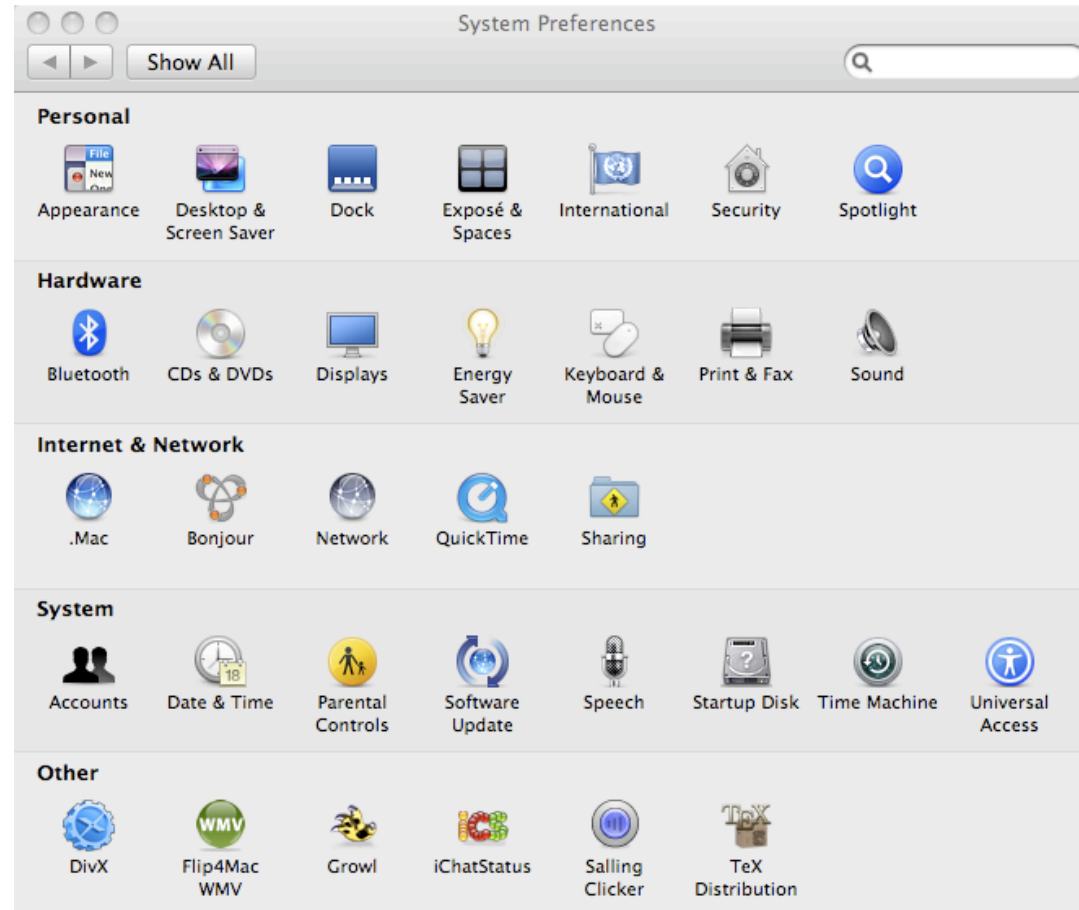 System Preferences
Show All
Personal
File
New
One
Appearance
Desktop &
Screen Saver
Dock
Exposé &
Spaces
International
Security
Spotlight
Hardware
Bluetooth
CDs & DVDs
Displays
Energy
Saver
Keyboard &
Mouse
Print & Fax
Sound
Internet & Network
.Mac
Bonjour
Network
QuickTime
Sharing
System
18
?
Accounts
Date & Time
Parental
Controls
Software
Update
Speech
Startup Disk
Time Machine
Universal
Access
Other
WMV
ics
TeX
DivX
Flip4Mac
WMV
Growl
iChatStatus
Salling
Clicker
TeX
Distribution